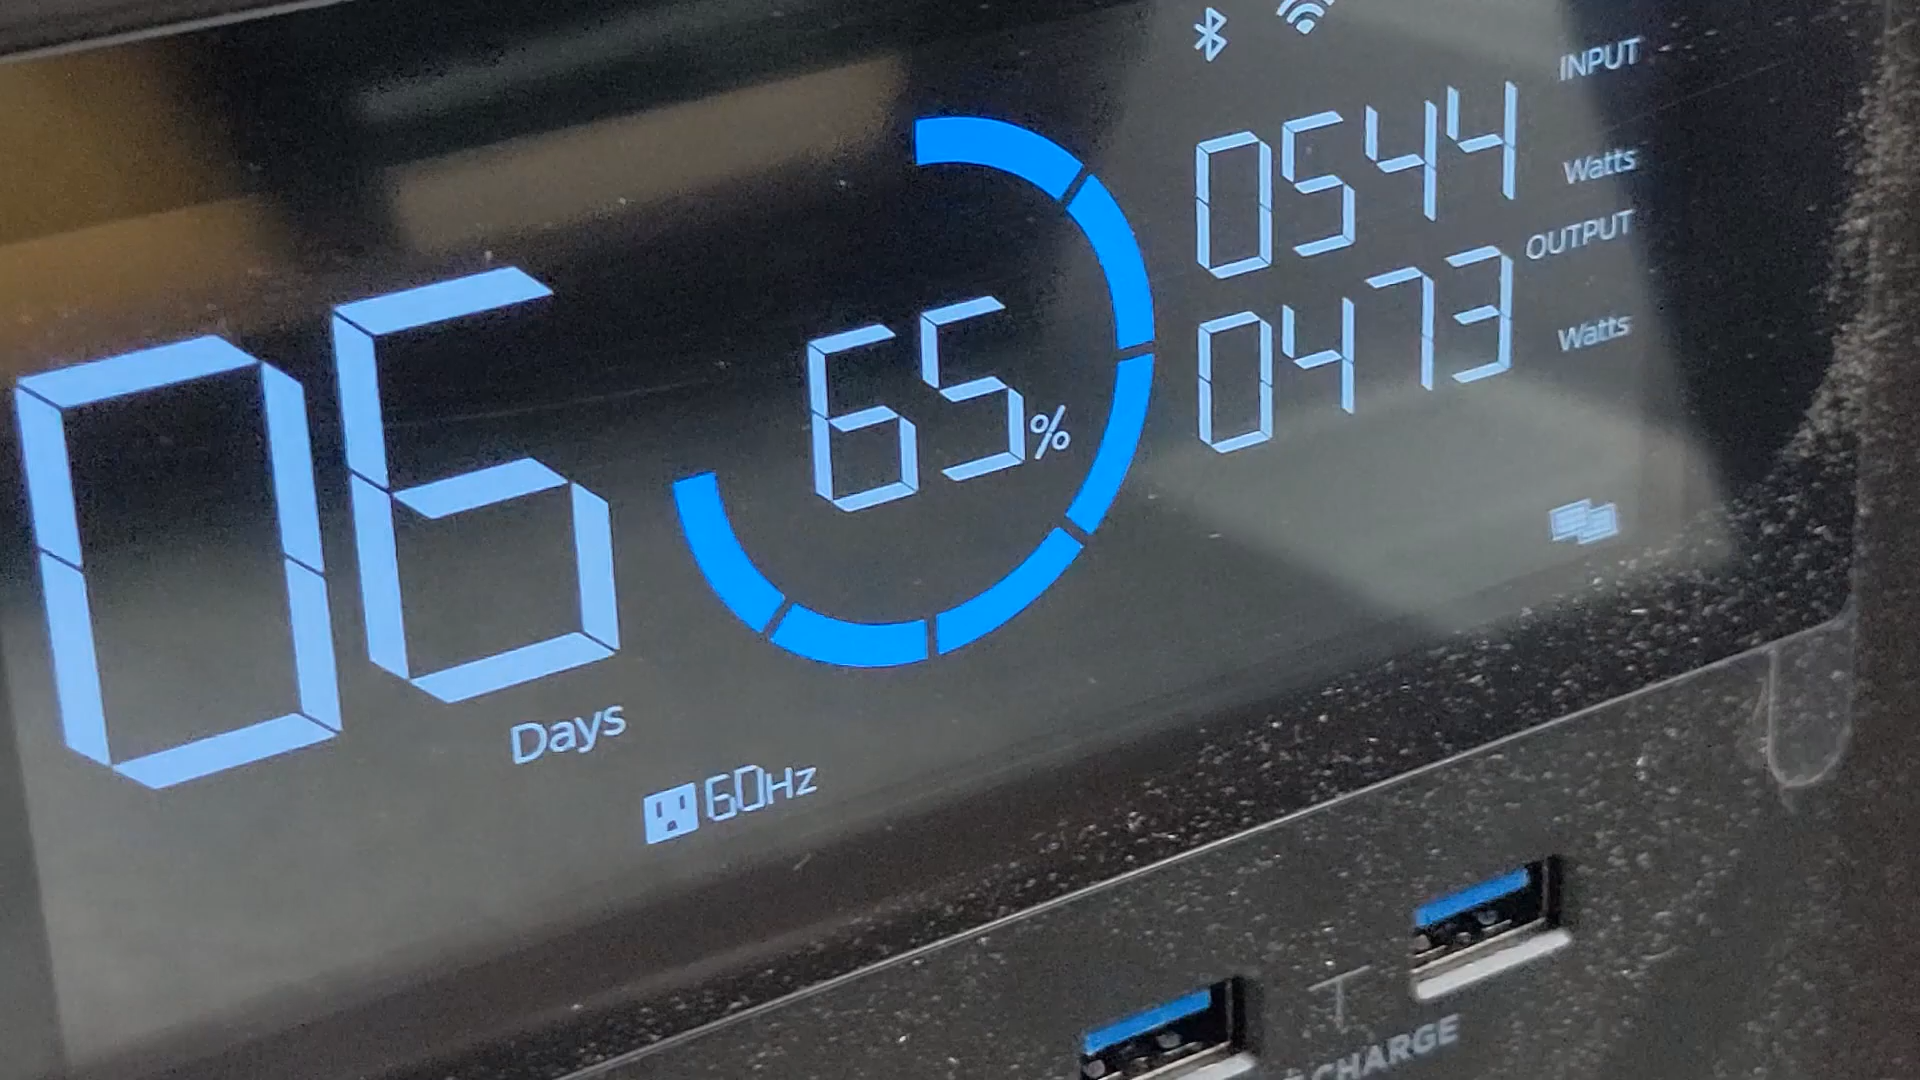 INPUT
0544
Watts
OUTPUT
0473
Watts
65%
06
Days
60Hz
CHARGE